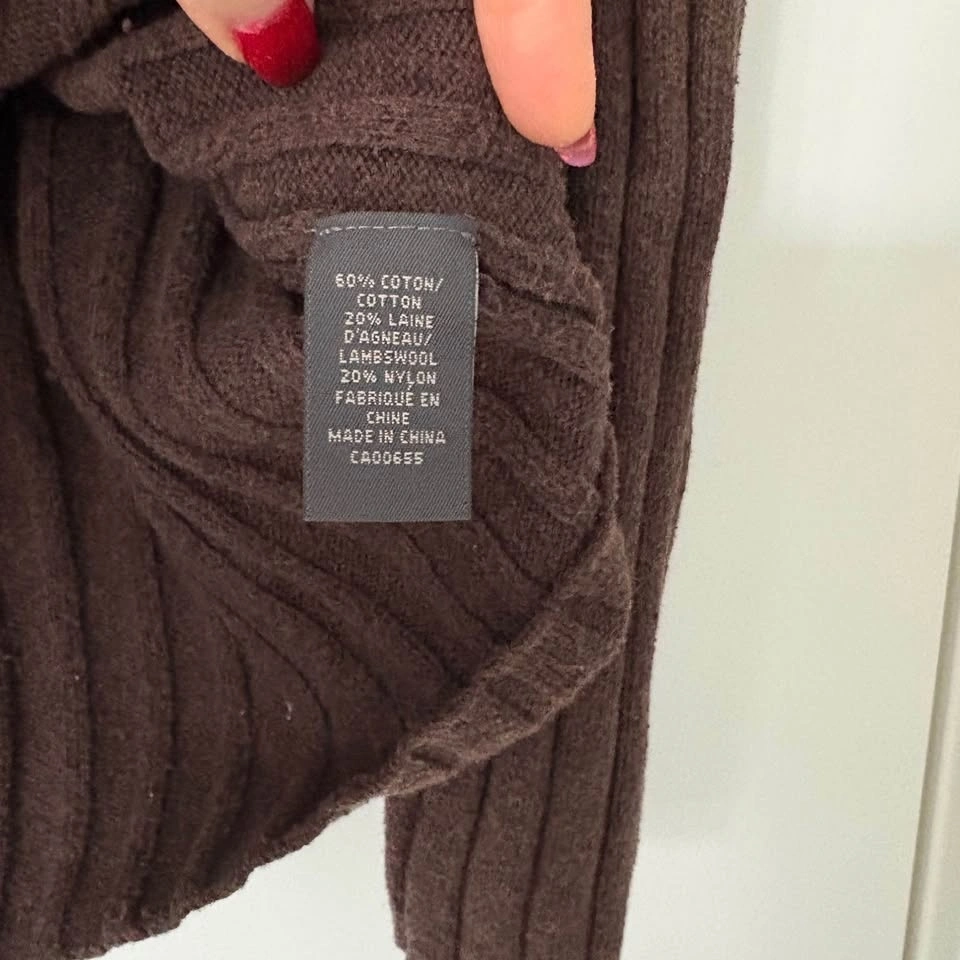 60% COTON/
COTTON
20% LAINE
D'AGNEAU/
LAMBSWOOL
20% NYLON
FABRIQUÉ EN
CHINE
MADE IN CHINA
CA00655